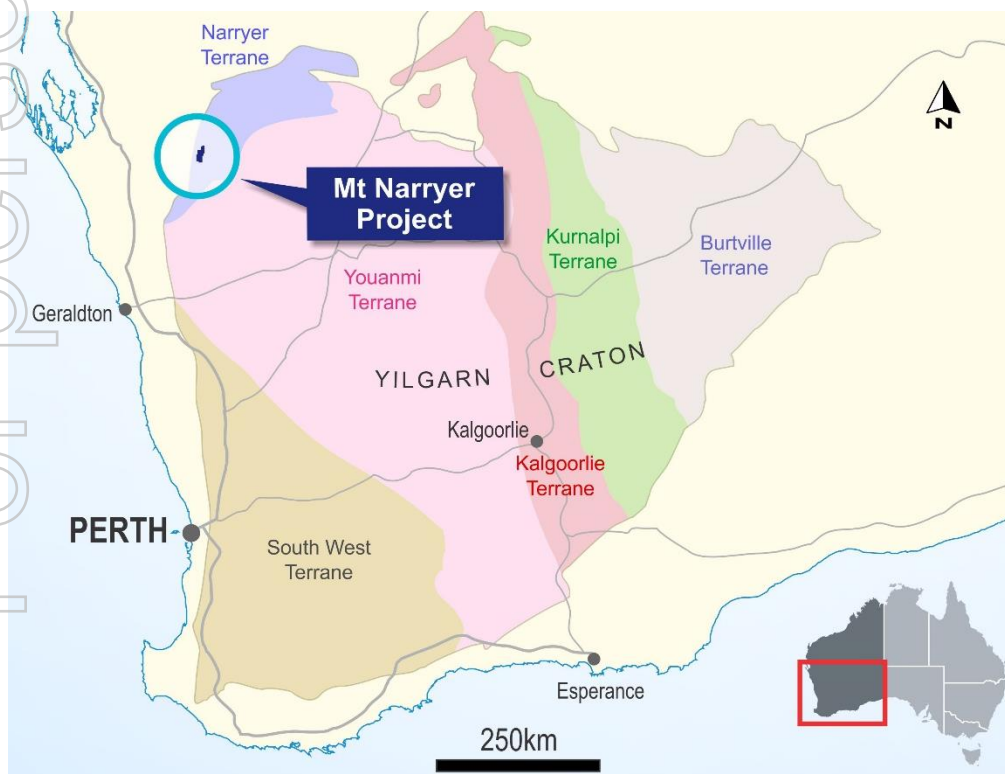 Narryer
Terrane
N
Mt Narryer
Project
Kurnalpi
Terrane
Burtville
Terrane
Youanmi
Terrane
Geraldton
YILGARN CRATON
Kalgoorlie
Kalgoorlie
Terrane
PERTH
South West
Terrane
Esperance
250km